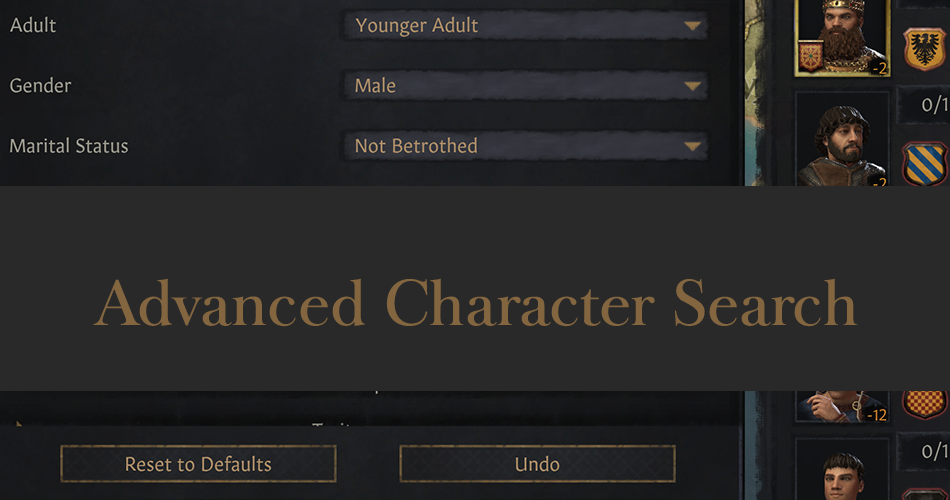 Adult Younger Adult
-2
Gender Male
0/1
Marital Status Not Betrothed
-2
Advanced Character Search
-12
Reset to Defaults Undo
0/1